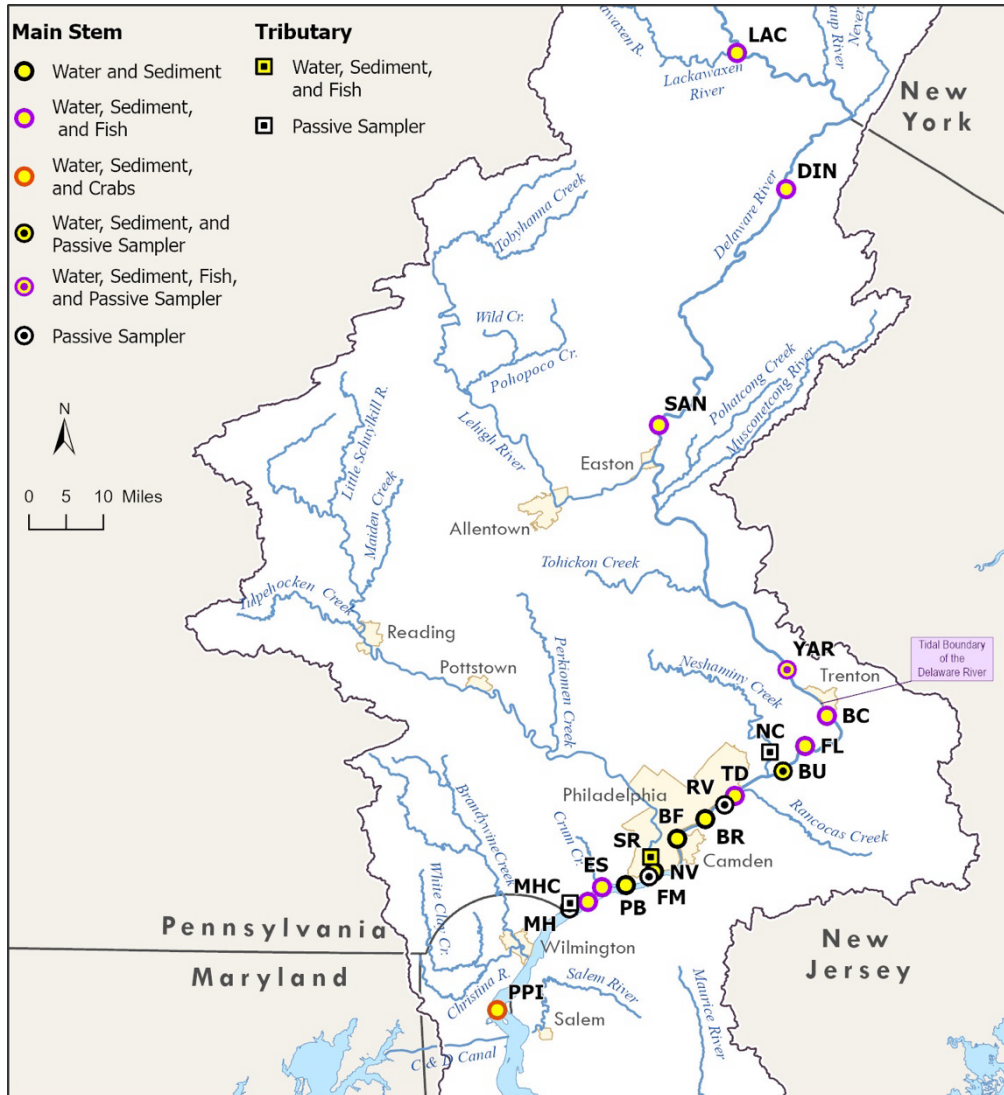 Main Stem
Water and Sediment
Water, Sediment,
and Fish
Water, Sediment,
and Crabs
Water, Sediment, and
Passive Sampler
Water, Sediment, Fish,
and Passive Sampler
Passive Sampler
Tributary
Water, Sediment,
and Fish
Passive Sampler
N
0 5 10 Miles
LAC
Lackawaxen
River
New
York
DIN
Delaware River
Tobyhanna Creek
Wild Cr.
Pohopoco Cr.
Lehigh River
Little Schuylkill R.
Maiden Creek
SAN
Pohatcong Creek
Musconetcong River
Easton
Allentown
Tohickon Creek
Tulpehocken Creek
Reading
Pottstown
Perkiomen Creek
Neshaminy Creek
YAR
Trenton
Tidal Boundary
of the
Delaware River
BC
NC
FL
BU
TD
RV
Philadelphia
BF
BR
Rancocas Creek
SR
Camden
NV
FM
PB
ES
Crum Cr.
Brandywine Creek
White Clay Cr.
MHC
MH
Wilmington
Pennsylvania
Maryland
New
Jersey
Christina R.
PPI
Salem River
Salem
Maurice River
C & D Canal